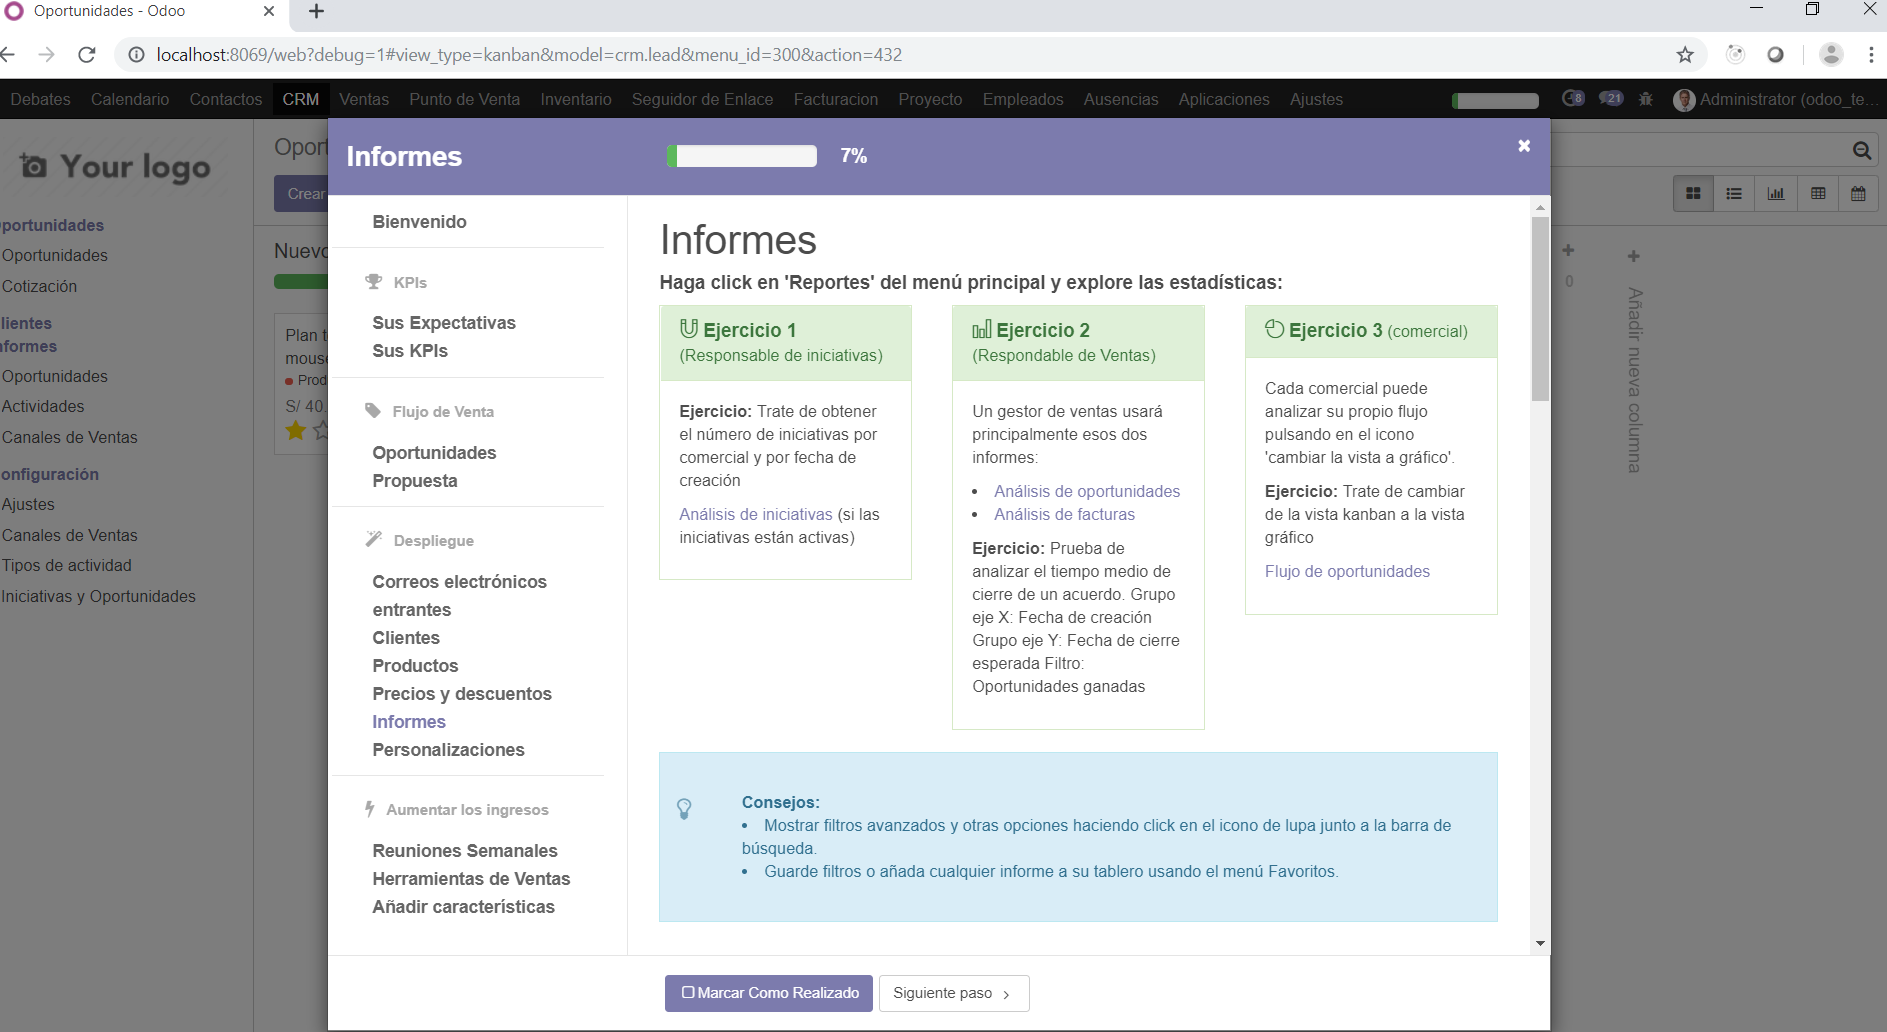 Oportunidades - Odoo
localhost:8069/web?debug=1#view_type=kanban&model=crm.lead&menu_id=300&action=432
Debates Calendario Contactos CRM Ventas Punto de Venta Inventario Seguidor de Enlace Facturacion Proyecto Empleados Ausencias Aplicaciones Ajustes 8 21 Administrator (odoo_te...
Your logo
portunidades
Oportunidades
Cotización
lientes
nformes
Oportunidades
Actividades
Canales de Ventas
onfiguración
Ajustes
Canales de Ventas
Tipos de actividad
Iniciativas y Oportunidades
Oport
Crear
Nuevo
Plan t
mouse
Prod
S/ 40.
Informes
7%
Bienvenido
KPIs
Sus Expectativas
Sus KPIs
Flujo de Venta
Oportunidades
Propuesta
Despliegue
Correos electrónicos
entrantes
Clientes
Productos
Precios y descuentos
Informes
Personalizaciones
Aumentar los ingresos
Reuniones Semanales
Herramientas de Ventas
Añadir características
Informes
Haga click en 'Reportes' del menú principal y explore las estadísticas:
Ejercicio 1
(Responsable de iniciativas)
Ejercicio: Trate de obtener
el número de iniciativas por
comercial y por fecha de
creación
Análisis de iniciativas (si las
iniciativas están activas)
Ejercicio 2
(Respondable de Ventas)
Un gestor de ventas usará
principalmente esos dos
informes:
• Análisis de oportunidades
• Análisis de facturas
Ejercicio: Prueba de
analizar el tiempo medio de
cierre de un acuerdo. Grupo
eje X: Fecha de creación
Grupo eje Y: Fecha de cierre
esperada Filtro:
Oportunidades ganadas
Ejercicio 3 (comercial)
Cada comercial puede
analizar su propio flujo
pulsando en el icono
'cambiar la vista a gráfico'.
Ejercicio: Trate de cambiar
de la vista kanban a la vista
gráfico
Flujo de oportunidades
Consejos:
• Mostrar filtros avanzados y otras opciones haciendo click en el icono de lupa junto a la barra de
búsqueda.
• Guarde filtros o añada cualquier informe a su tablero usando el menú Favoritos.
Marcar Como Realizado
Siguiente paso
0
Añadir nueva columna